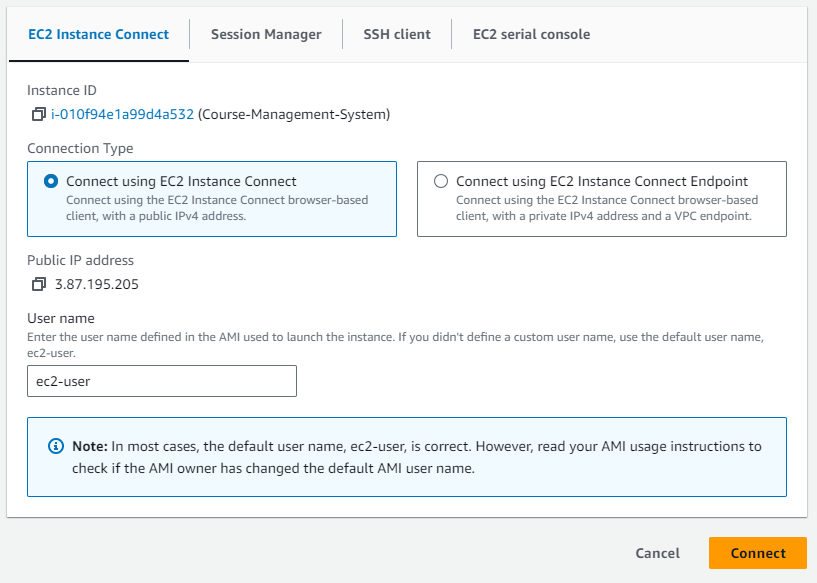 EC2 Instance Connect
Session Manager
SSH client
EC2 serial console
Instance ID
i-010f94e1a99d4a532 (Course-Management-System)
Connection Type
Connect using EC2 Instance Connect
Connect using the EC2 Instance Connect browser-based
client, with a public IPv4 address.
Connect using EC2 Instance Connect Endpoint
Connect using the EC2 Instance Connect browser-based
client, with a private IPv4 address and a VPC endpoint.
Public IP address
3.87.195.205
User name
Enter the user name defined in the AMI used to launch the instance. If you didn't define a custom user name, use the default user name,
ec2-user.
ec2-user
Note: In most cases, the default user name, ec2-user, is correct. However, read your AMI usage instructions to
check if the AMI owner has changed the default AMI user name.
Cancel
Connect